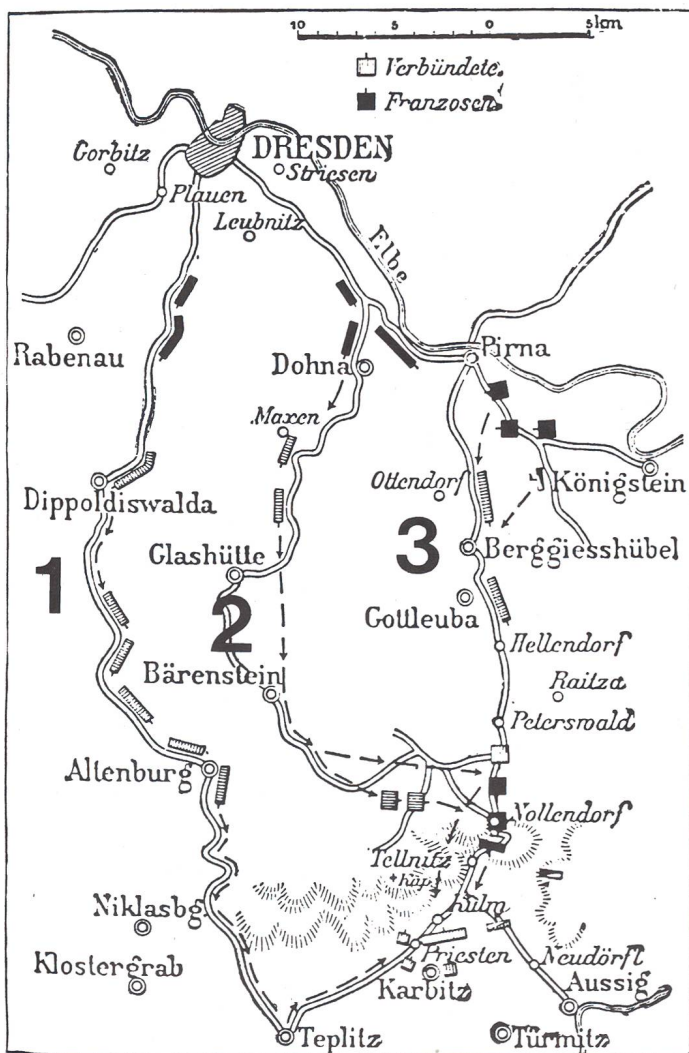 10 5 0 5 km
Verbündete
Franzosen
Gorbitz
DRESDEN
Striesen
Plauen
Leubnitz
Elbe
Rabenau
Dohna
Pirna
Maxen
Ottendorf
Königstein
Dippoldiswalda
Berggiesshübel
1
Glashütte
3
2
Gottleuba
Hellendorf
Bärenstein
Raitza
Peterswald
Altenburg
Nollendorf
Tellnitz
Kap.
Kulm
Niklasbg.
Priesten
Neudörfl
Klostergrab
Karbitz
Aussig
Teplitz
Türmitz